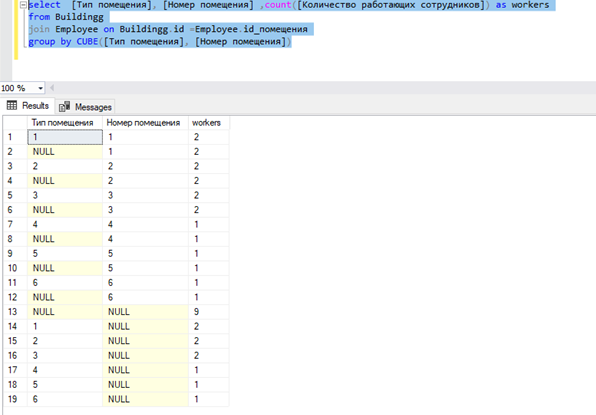 select [Тип помещения], [Номер помещения] ,count([Количество работающих сотрудников]) as workers
from Buildingg
join Employee on Buildingg.id =Employee.id_помещения
group by CUBE([Тип помещения], [Номер помещения])
100 %
Results Messages
Тип помещения Номер помещения workers
1 1 1 2
2 NULL 1 2
3 2 2 2
4 NULL 2 2
5 3 3 2
6 NULL 3 2
7 4 4 1
8 NULL 4 1
9 5 5 1
10 NULL 5 1
11 6 6 1
12 NULL 6 1
13 NULL NULL 9
14 1 NULL 2
15 2 NULL 2
16 3 NULL 2
17 4 NULL 1
18 5 NULL 1
19 6 NULL 1